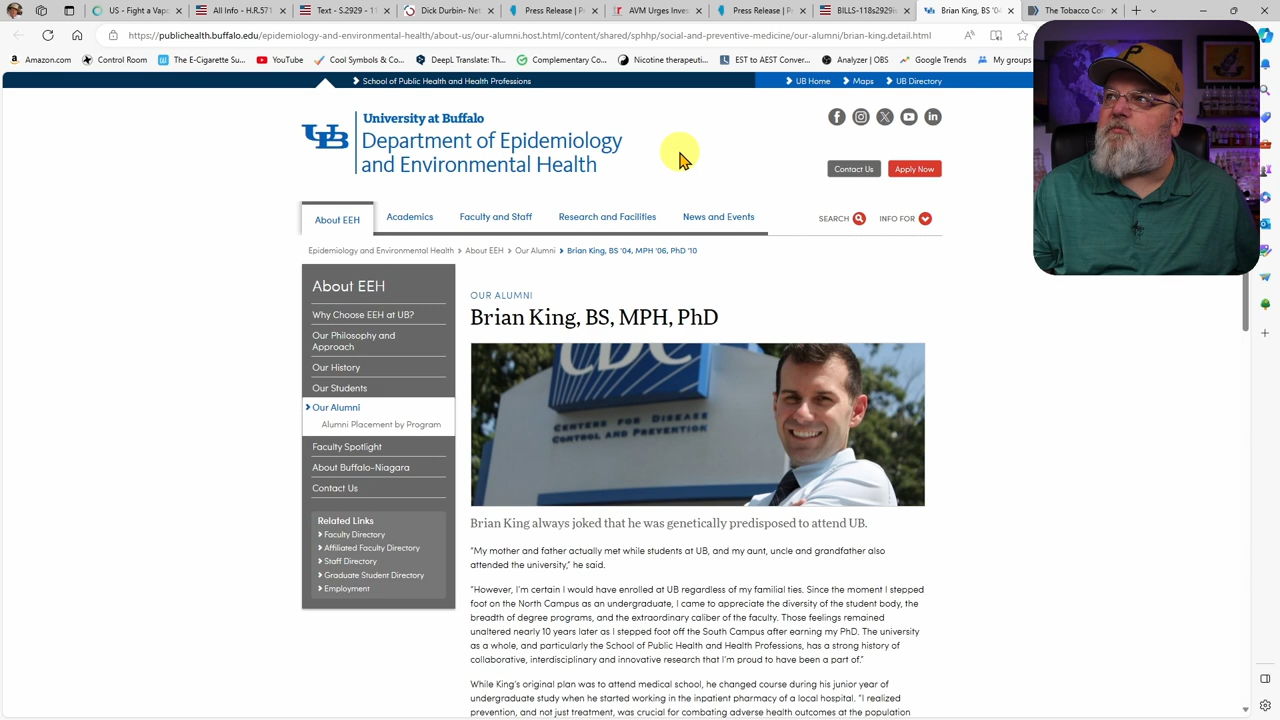 US - Fight a Vap
All Info - H.R.571
Text - S.2929 - 11
Dick Durbin- Net
Press Release | P
AVM Urges Inves
Press Release | P
BILLS-118s2929i
Brian King, BS '04
The Tobacco Con
https://publichealth.buffalo.edu/epidemiology-and-environmental-health/about-us/our-alumni.host.html/content/shared/sphhp/social-and-preventive-medicine/our-alumni/brian-king.detail.html
Amazon.com
Control Room
The E-Cigarette Su...
YouTube
Cool Symbols & Co...
DeepL Translate: Th...
Complementary Co...
Nicotine therapeuti...
EST to AEST Conver...
Analyzer | OBS
Google Trends
My groups
School of Public Health and Health Professions
UB Home
Maps
UB Directory
UB
University at Buffalo
Department of Epidemiology
and Environmental Health
Contact Us
Apply Now
About EEH
Academics
Faculty and Staff
Research and Facilities
News and Events
SEARCH
INFO FOR
Epidemiology and Environmental Health > About EEH > Our Alumni > Brian King, BS '04, MPH '06, PhD '10
About EEH
Why Choose EEH at UB?
Our Philosophy and
Approach
Our History
Our Students
Our Alumni
Alumni Placement by Program
Faculty Spotlight
About Buffalo-Niagara
Contact Us
Related Links
Faculty Directory
Affiliated Faculty Directory
Staff Directory
Graduate Student Directory
Employment
OUR ALUMNI
Brian King, BS, MPH, PhD
CDC
CENTERS FOR DISEASE
CONTROL AND PREVENTION
Brian King always joked that he was genetically predisposed to attend UB.
“My mother and father actually met while students at UB, and my aunt, uncle and grandfather also
attended the university,” he said.
“However, I'm certain I would have enrolled at UB regardless of my familial ties. Since the moment I stepped
foot on the North Campus as an undergraduate, I came to appreciate the diversity of the student body, the
breadth of degree programs, and the extraordinary caliber of the faculty. Those feelings remained
unaltered nearly 10 years later as I stepped foot off the South Campus after earning my PhD. The university
as a whole, and particularly the School of Public Health and Health Professions, has a strong history of
collaborative, interdisciplinary and innovative research that I'm proud to have been a part of.”
While King's original plan was to attend medical school, he changed course during his junior year of
undergraduate study when he started working in the inpatient pharmacy of a local hospital. “I realized
prevention, and not just treatment, was crucial for combating adverse health outcomes at the population